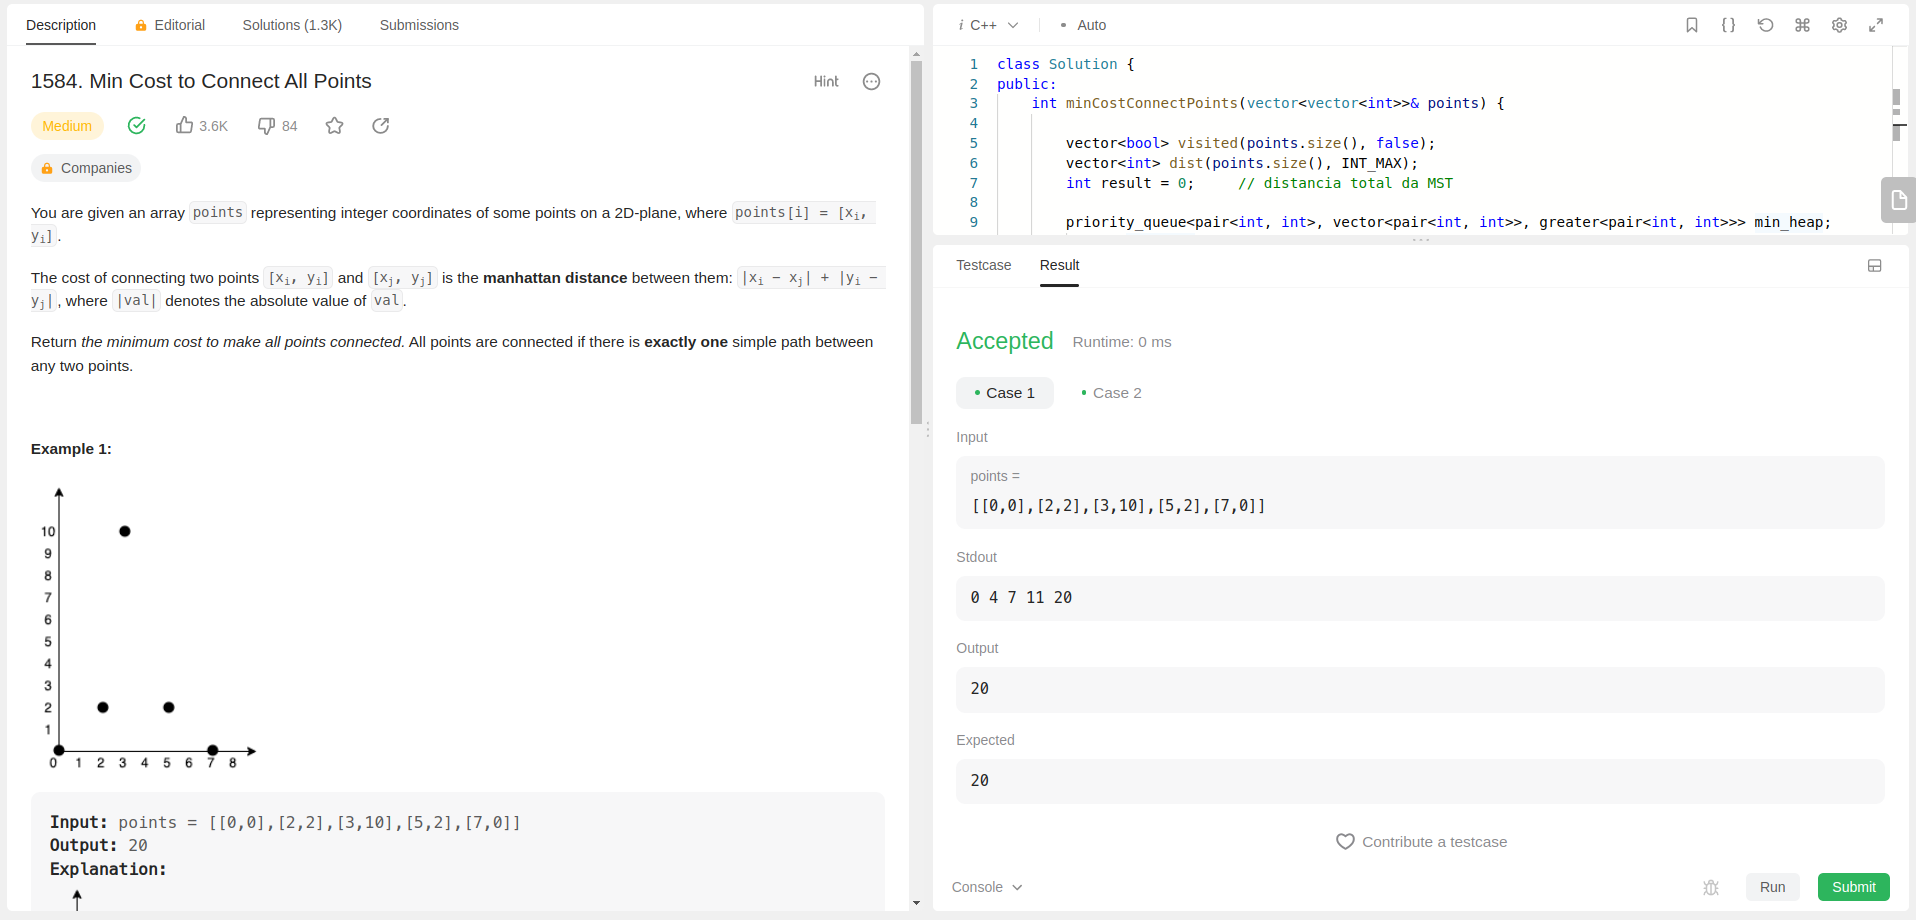 Description
Editorial
Solutions (1.3K)
Submissions
1584. Min Cost to Connect All Points
Hint
Medium
3.6K
84
Companies
You are given an array points representing integer coordinates of some points on a 2D-plane, where points[i] = [xi,
yi].
The cost of connecting two points [xi, yi] and [xj, yj] is the manhattan distance between them: |xi − xj| + |yi −
yj|, where |val| denotes the absolute value of val.
Return the minimum cost to make all points connected. All points are connected if there is exactly one simple path between
any two points.
Example 1:
10
9
8
7
6
5
4
3
2
1
0 1 2 3 4 5 6 7 8
Input: points = [[0,0],[2,2],[3,10],[5,2],[7,0]]
Output: 20
Explanation:
i C++
Auto
1 class Solution {
2 public:
3 int minCostConnectPoints(vector<vector<int>>& points) {
4
5 vector<bool> visited(points.size(), false);
6 vector<int> dist(points.size(), INT_MAX);
7 int result = 0; // distancia total da MST
8
9 priority_queue<pair<int, int>, vector<pair<int, int>>, greater<pair<int, int>>> min_heap;
Testcase
Result
Accepted
Runtime: 0 ms
Case 1
Case 2
Input
points =
[[0,0],[2,2],[3,10],[5,2],[7,0]]
Stdout
0 4 7 11 20
Output
20
Expected
20
Contribute a testcase
Console
Run
Submit